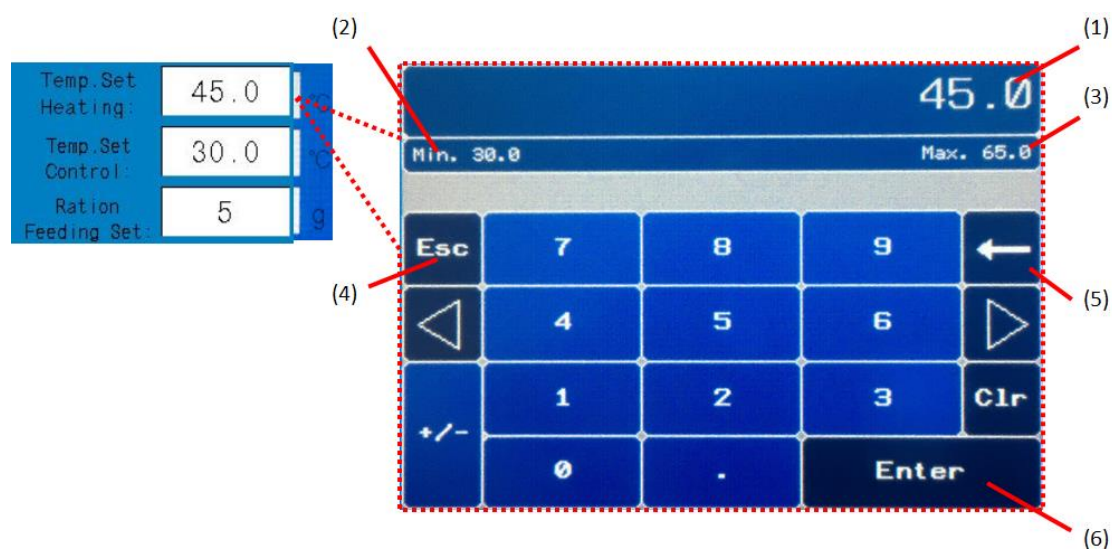 (2)
(1)
Temp.Set
Heating:
45.0
℃
45.0
(3)
Min. 30.0
Max. 65.0
Temp.Set
Control:
30.0
℃
Ration
Feeding Set:
5
g
Esc
7
8
9
←
(4)
(5)
4
5
6
+/-
1
2
3
Clr
0
.
Enter
(6)